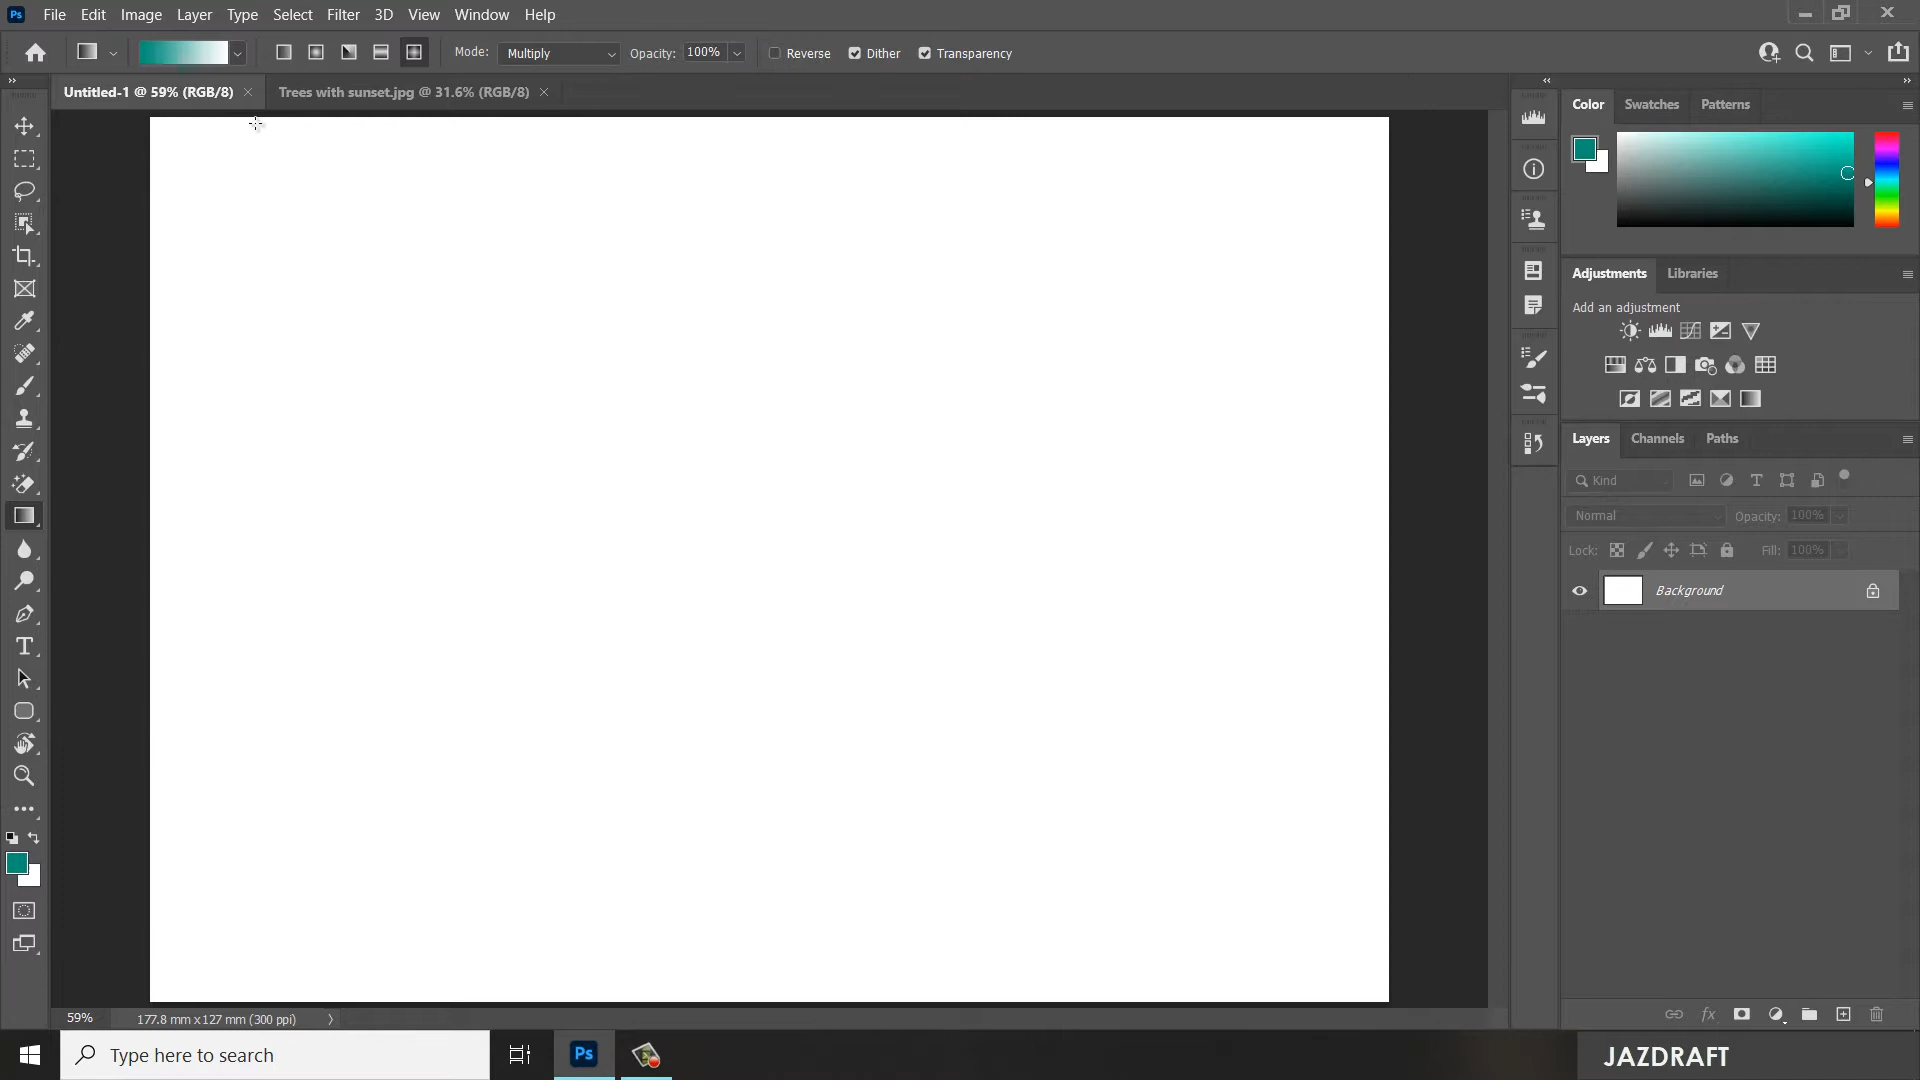 Ps File Edit Image Layer Type Select Filter 3D View Window Help
Mode: Multiply Opacity: 100% Reverse Dither Transparency
Untitled-1 @ 59% (RGB/8) Trees with sunset.jpg @ 31.6% (RGB/8)
Color Swatches Patterns
Adjustments Libraries
Add an adjustment
Layers Channels Paths
Kind
Normal Opacity: 100%
Lock: Fill: 100%
Background
59% 177.8 mm x 127 mm (300 ppi)
Type here to search Ps JAZDRAFT